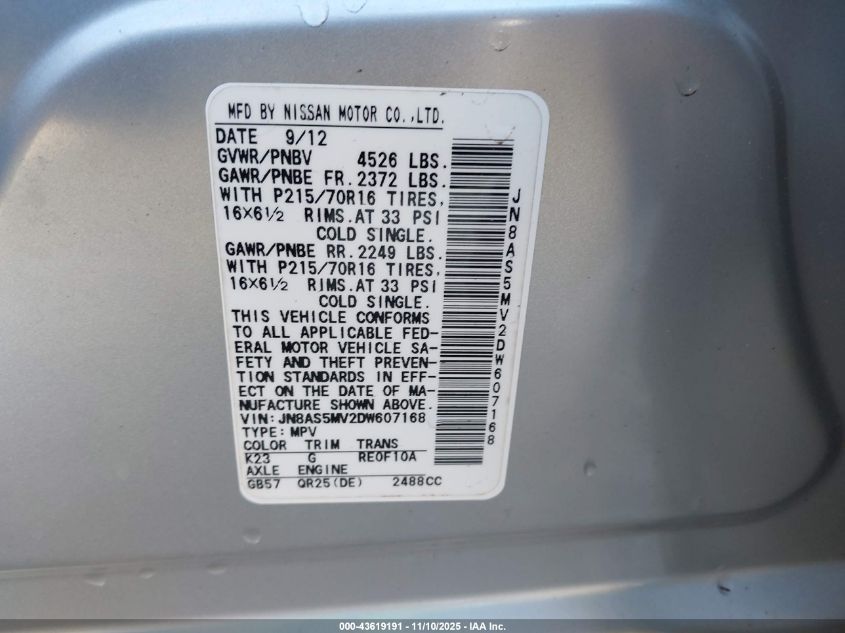 MFD BY NISSAN MOTOR CO.,LTD.
DATE 9/12
GVWR/PNBV 4526 LBS.
GAWR/PNBE FR.2372 LBS.
WITH P215/70R16 TIRES,
16×6½ RIMS.AT 33 PSI
COLD SINGLE.
GAWR/PNBE RR.2249 LBS.
WITH P215/70R16 TIRES,
16×6½ RIMS.AT 33 PSI
COLD SINGLE.
THIS VEHICLE CONFORMS
TO ALL APPLICABLE FED-
ERAL MOTOR VEHICLE SA-
FETY AND THEFT PREVEN-
TION STANDARDS IN EFF-
ECT ON THE DATE OF MA-
NUFACTURE SHOWN ABOVE.
VIN:JN8AS5MV2DW607168
TYPE:MPV
COLOR TRIM TRANS
K23 G RE0F10A
AXLE ENGINE
GB57 QR25(DE) 2488CC
JN8AS5MV2DW607168
000-43619191 - 11/10/2025 - IAA Inc.